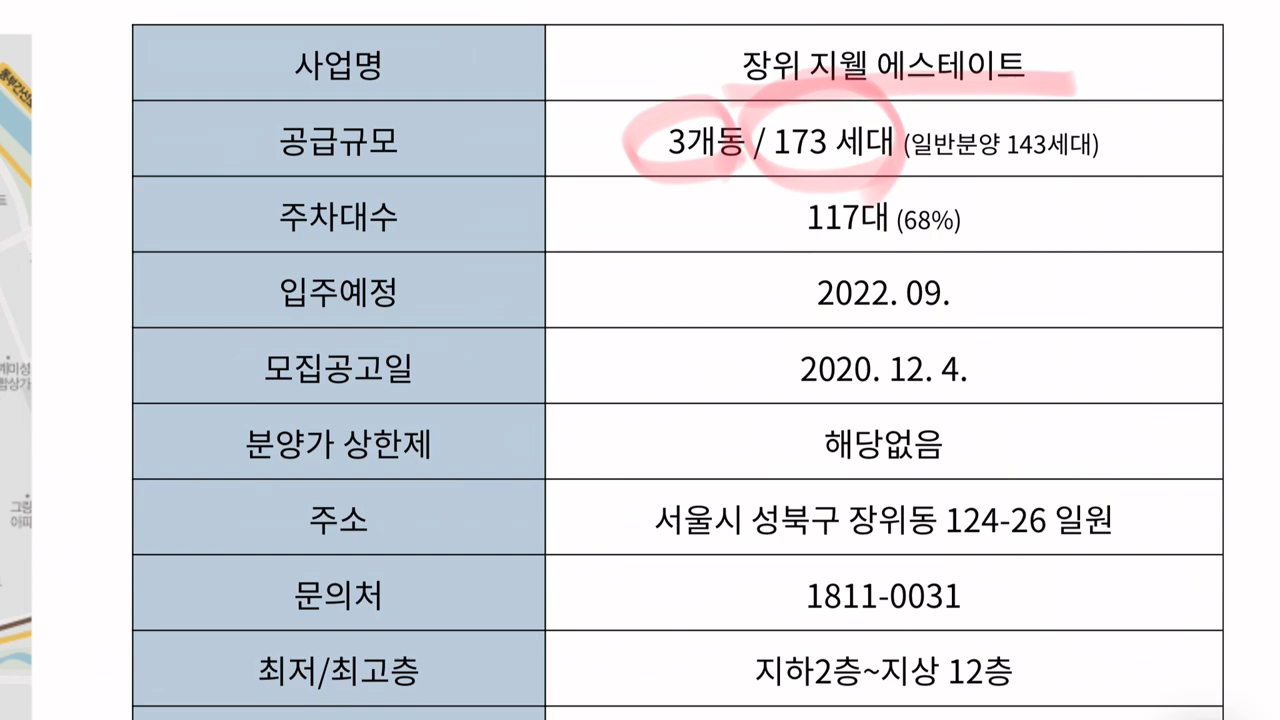 동부간선
사업명 장위 지웰 에스테이트
공급규모 3개동 / 173 세대 (일반분양 143세대)
주차대수 117대 (68%)
입주예정 2022. 09.
모집공고일 2020. 12. 4.
분양가 상한제 해당없음
주소 서울시 성북구 장위동 124-26 일원
문의처 1811-0031
최저/최고층 지하2층~지상 12층